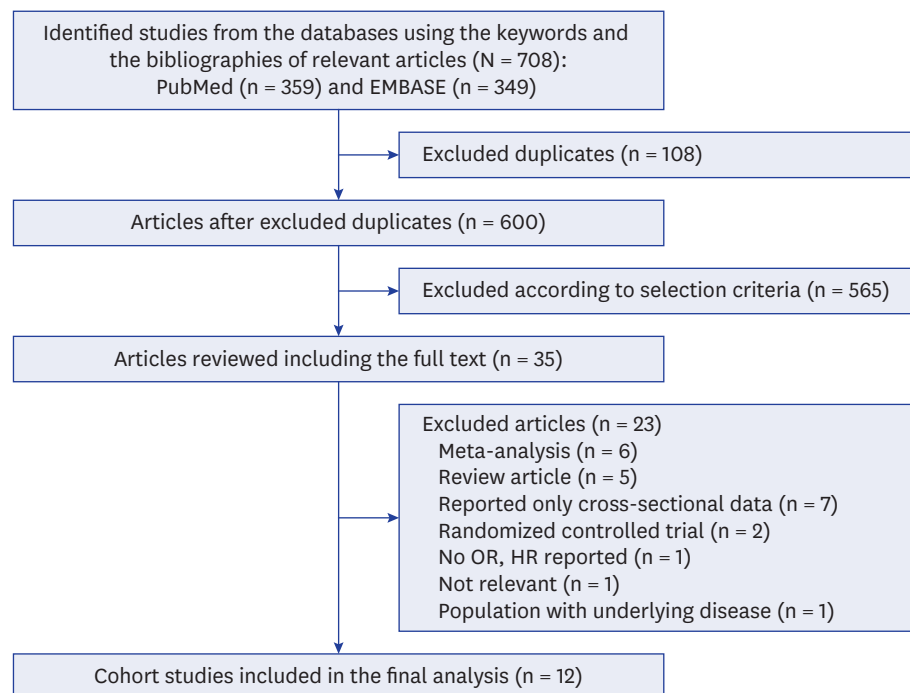 Identified studies from the databases using the keywords and
the bibliographies of relevant articles (N = 708):
PubMed (n = 359) and EMBASE (n = 349)
Excluded duplicates (n = 108)
Articles after excluded duplicates (n = 600)
Excluded according to selection criteria (n = 565)
Articles reviewed including the full text (n = 35)
Excluded articles (n = 23)
Meta-analysis (n = 6)
Review article (n = 5)
Reported only cross-sectional data (n = 7)
Randomized controlled trial (n = 2)
No OR, HR reported (n = 1)
Not relevant (n = 1)
Population with underlying disease (n = 1)
Cohort studies included in the final analysis (n = 12)